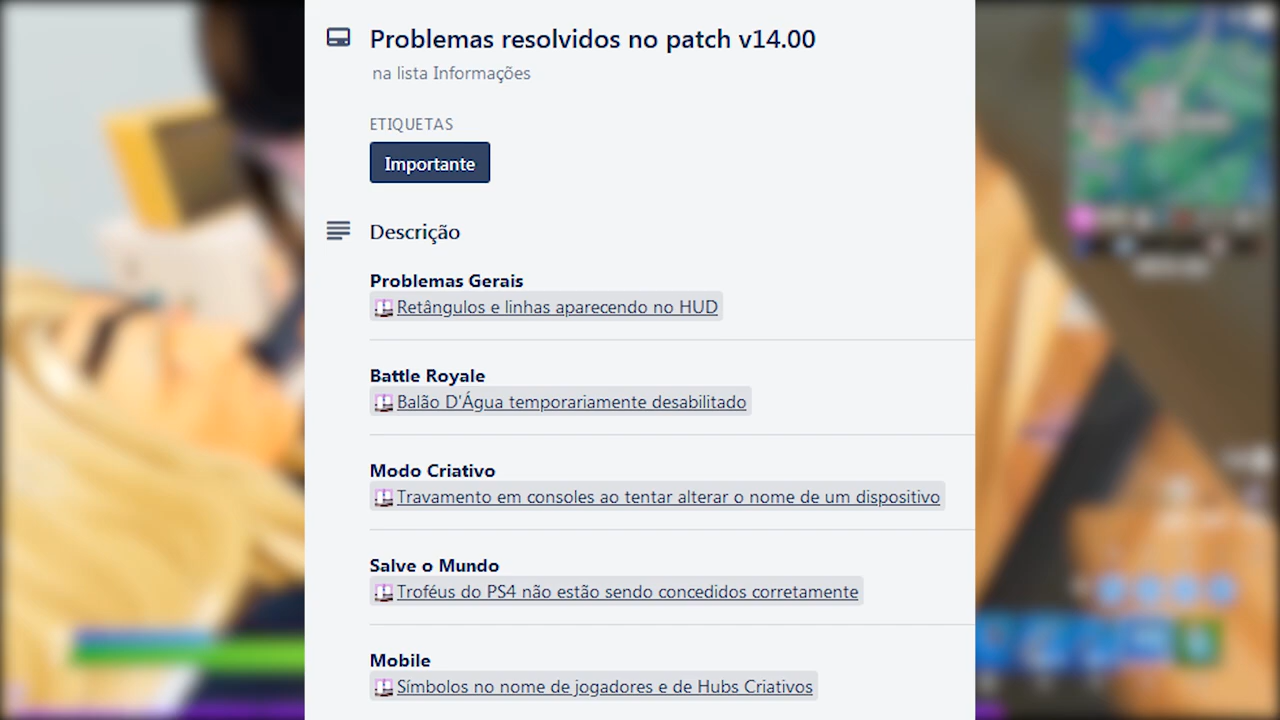 Problemas resolvidos no patch v14.00
na lista Informações
ETIQUETAS
Importante
Descrição
Problemas Gerais
Retângulos e linhas aparecendo no HUD
Battle Royale
Balão D'Água temporariamente desabilitado
Modo Criativo
Travamento em consoles ao tentar alterar o nome de um dispositivo
Salve o Mundo
Troféus do PS4 não estão sendo concedidos corretamente
Mobile
Símbolos no nome de jogadores e de Hubs Criativos